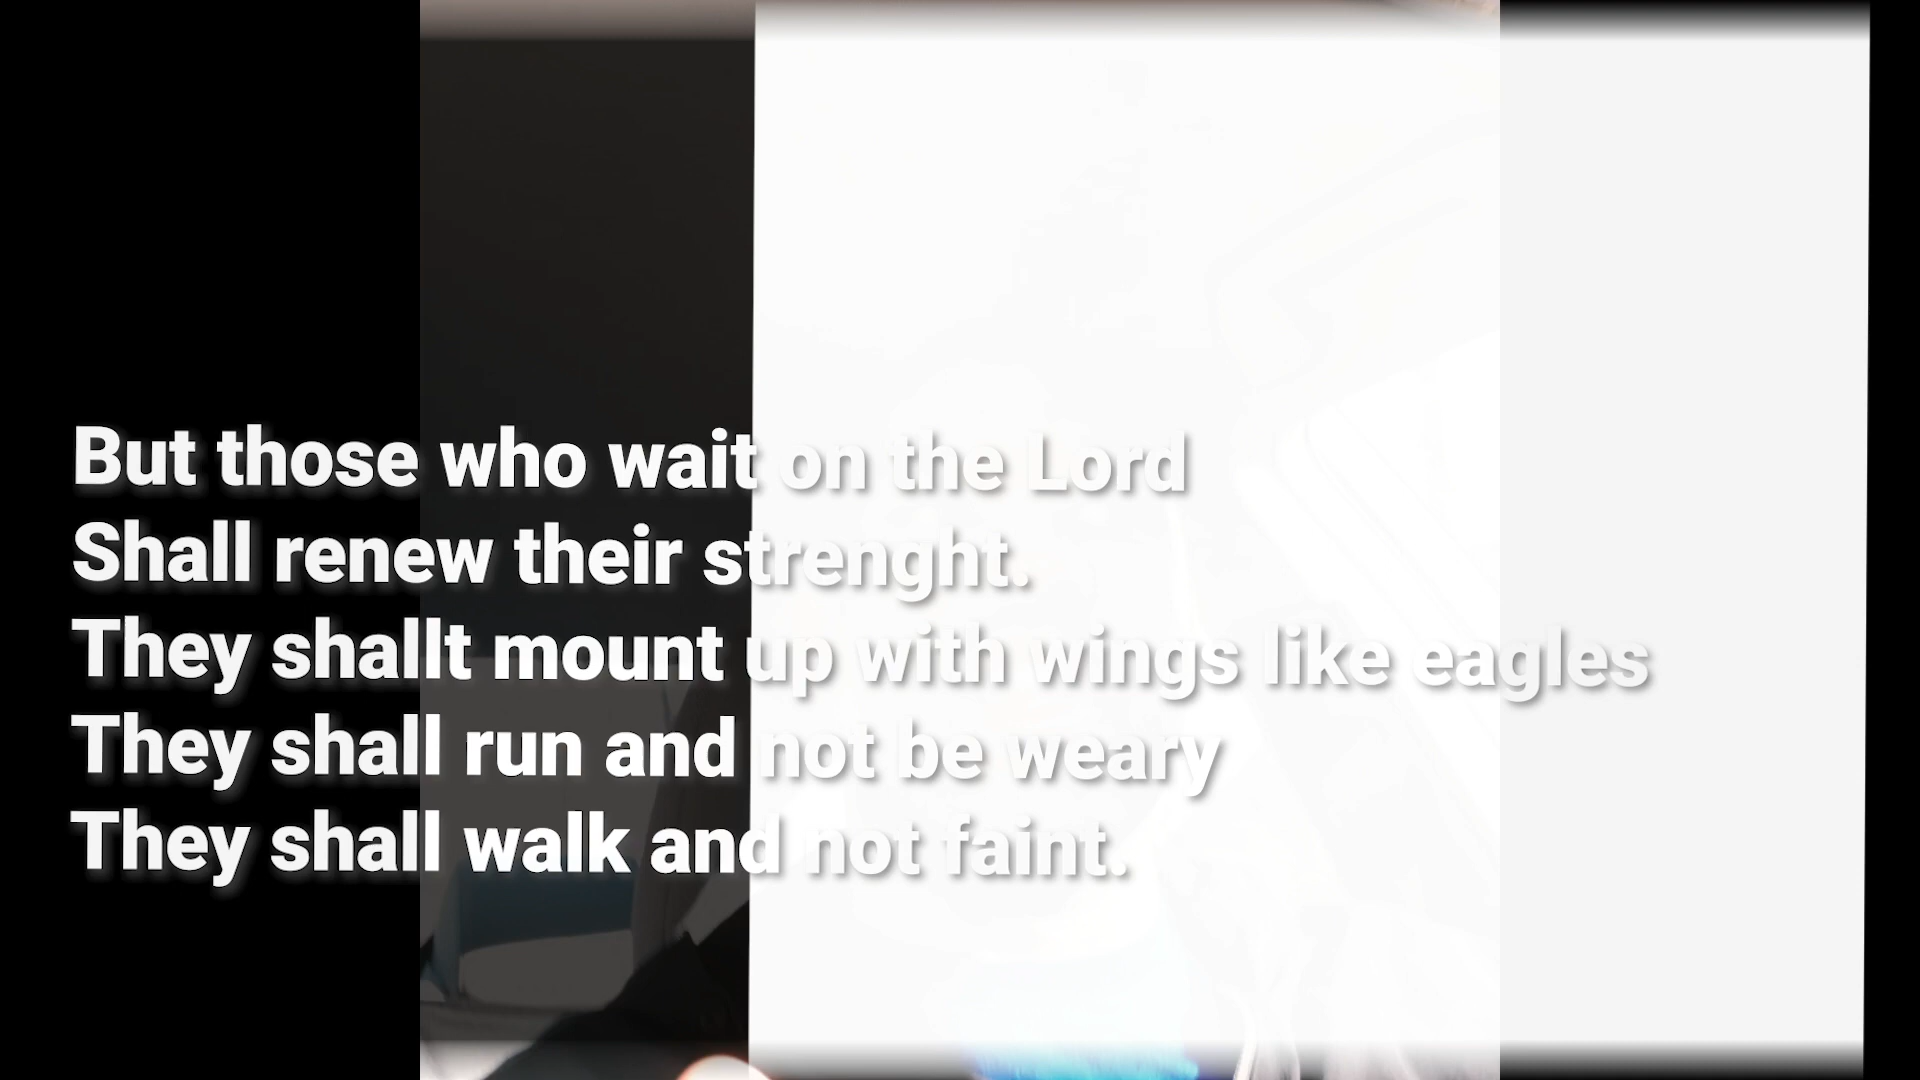 But those who wait on the Lord
Shall renew their strenght.
They shallt mount up with wings like eagles
They shall run and not be weary
They shall walk and not faint.